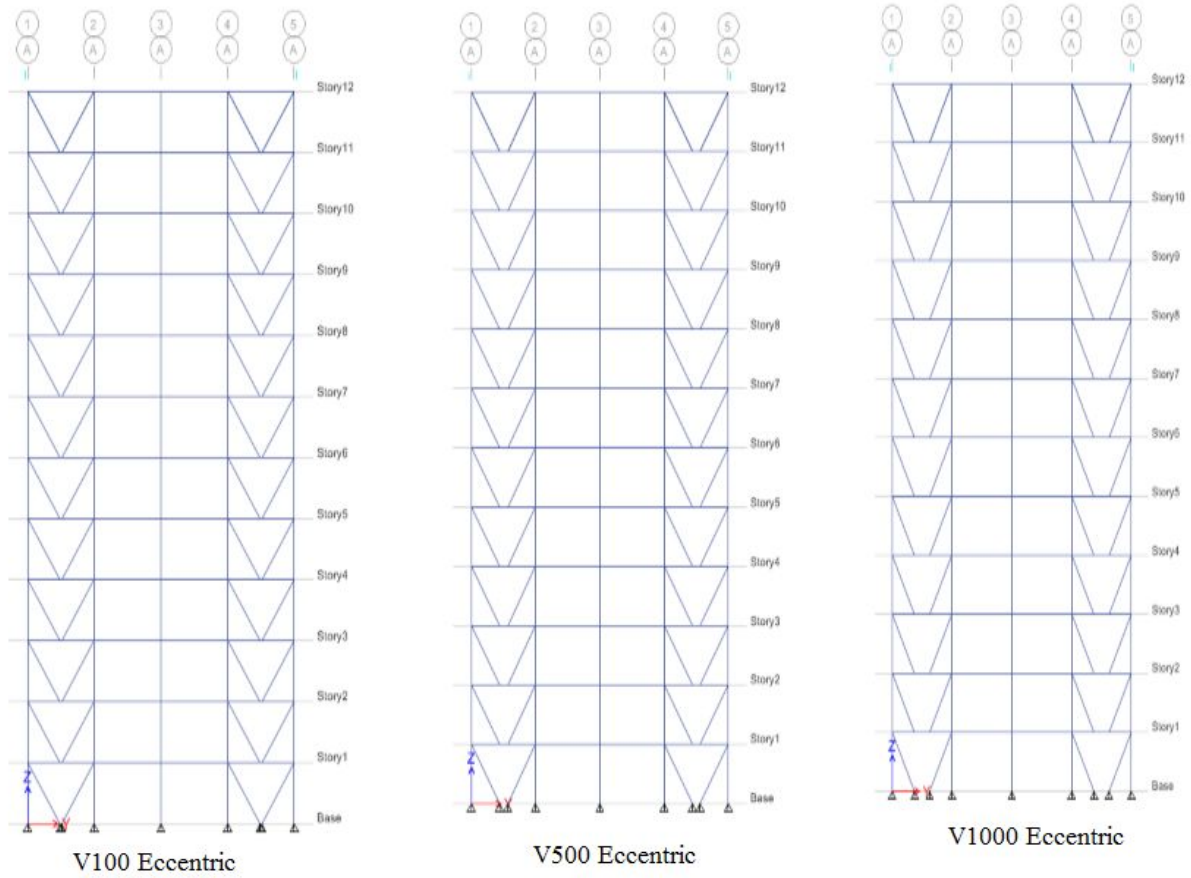 1 2 3 4 5
A A A A A
Story12
Story11
Story10
Story9
Story8
Story7
Story6
Story5
Story4
Story3
Story2
Story1
Z
Y
Base
V100 Eccentric
1 2 3 4 5
A A A A A
Story12
Story11
Story10
Story9
Story8
Story7
Story6
Story5
Story4
Story3
Story2
Story1
Z
Y
Base
V500 Eccentric
1 2 3 4 5
A A A A A
Story12
Story11
Story10
Story9
Story8
Story7
Story6
Story5
Story4
Story3
Story2
Story1
Z
Y
Base
V1000 Eccentric